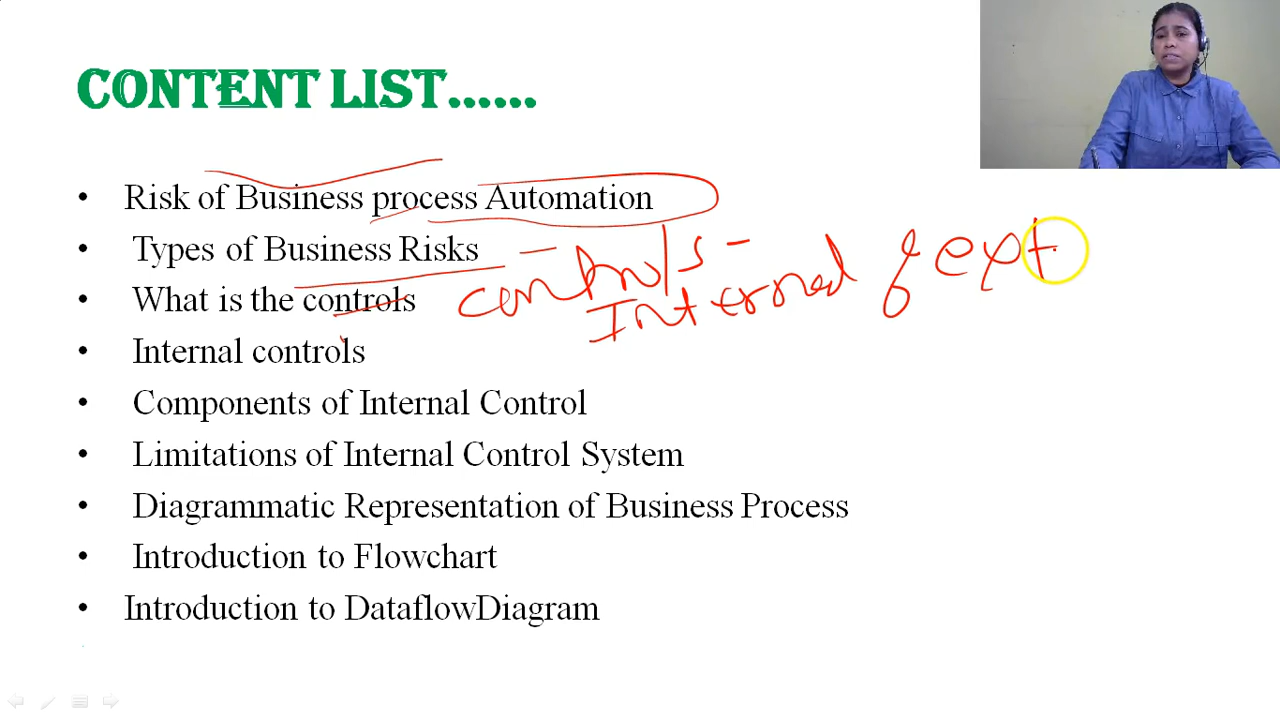 CONTENT LIST......
• Risk of Business process Automation
• Types of Business Risks
• What is the controls
• Internal controls
• Components of Internal Control
• Limitations of Internal Control System
• Diagrammatic Representation of Business Process
• Introduction to Flowchart
• Introduction to DataflowDiagram
- controls -
Internal & ext